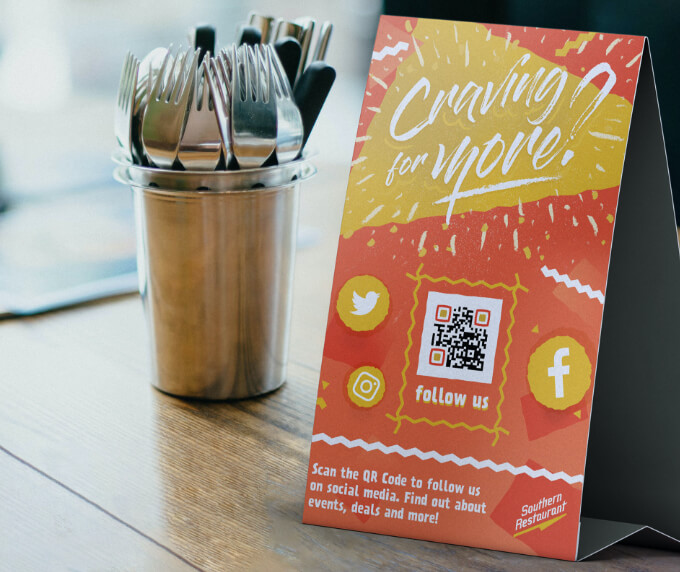 Craving
for more?
follow us
Scan the QR Code to follow us
on social media. Find out about
events, deals and more!
Southern
Restaurant